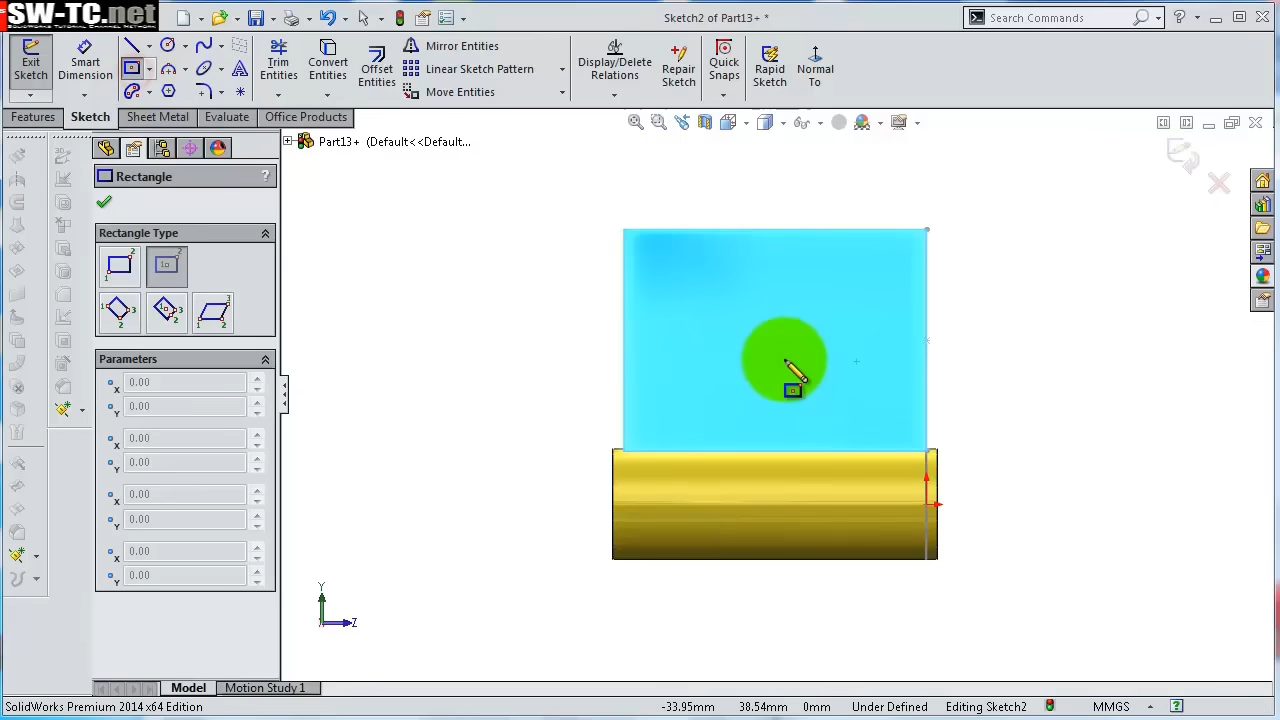 SW-TC.net
SOLIDWORKS TUTORIAL CHANNEL NETWORK
Sketch2 of Part13+ *
Search Commands
Exit Sketch
Smart Dimension
Trim Entities
Convert Entities
Offset Entities
Mirror Entities
Linear Sketch Pattern
Move Entities
Display/Delete Relations
Repair Sketch
Quick Snaps
Rapid Sketch
Normal To
Features
Sketch
Sheet Metal
Evaluate
Office Products
Part13+ (Default<<Default...
Rectangle
?
Rectangle Type
Parameters
X 0.00
Y 0.00
X 0.00
Y 0.00
X 0.00
Y 0.00
X 0.00
Y 0.00
Y
Z
Model
Motion Study 1
SolidWorks Premium 2014 x64 Edition
-33.95mm
38.54mm
0mm
Under Defined
Editing Sketch2
MMGS
?